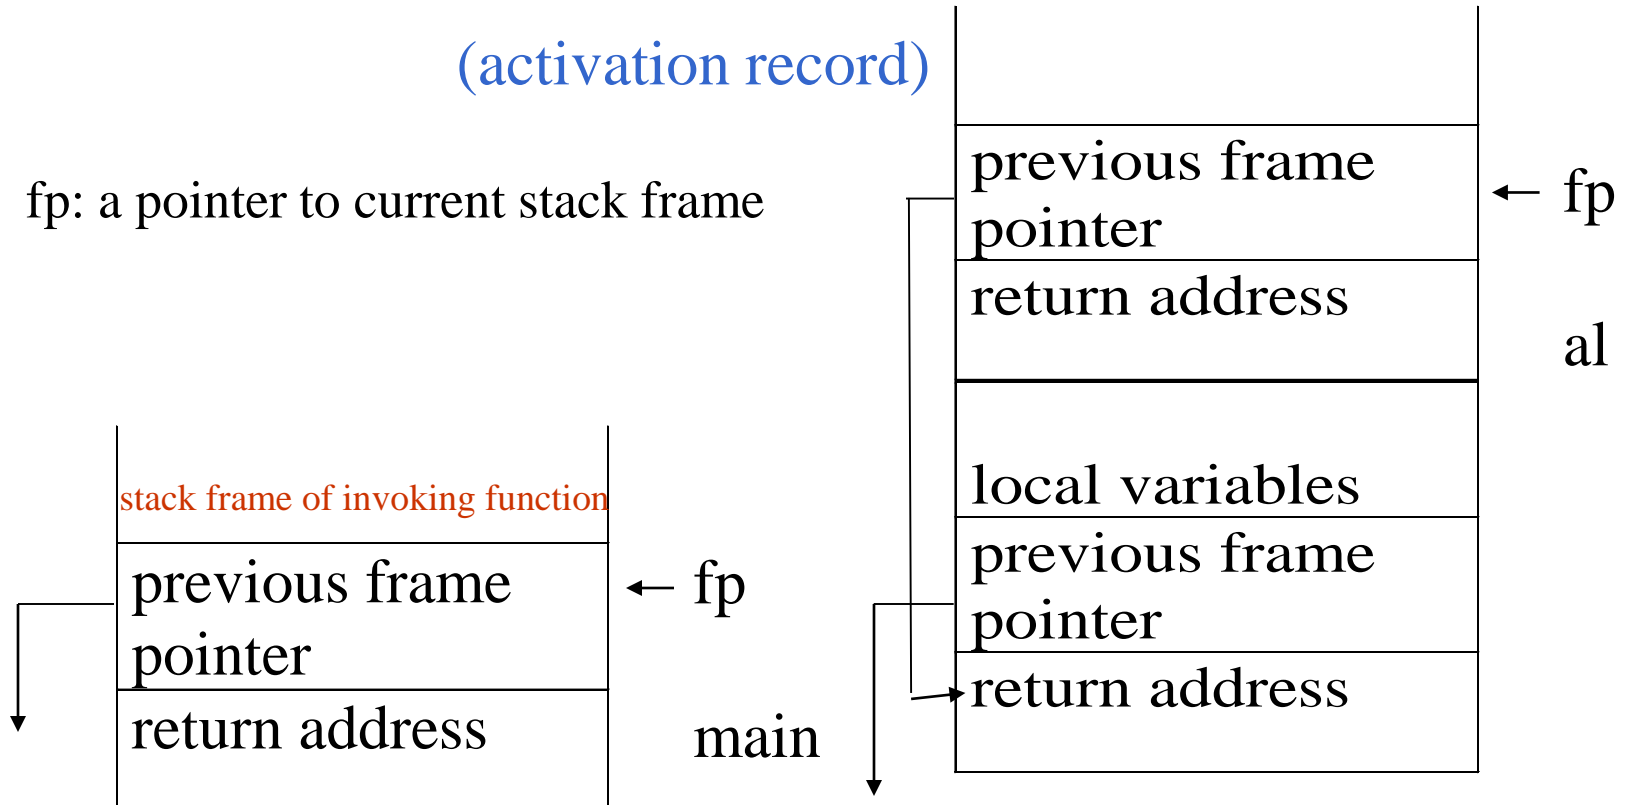 (activation record)
fp: a pointer to current stack frame
stack frame of invoking function
previous frame
pointer
return address
fp
main
previous frame
pointer
return address
local variables
previous frame
pointer
return address
fp
al